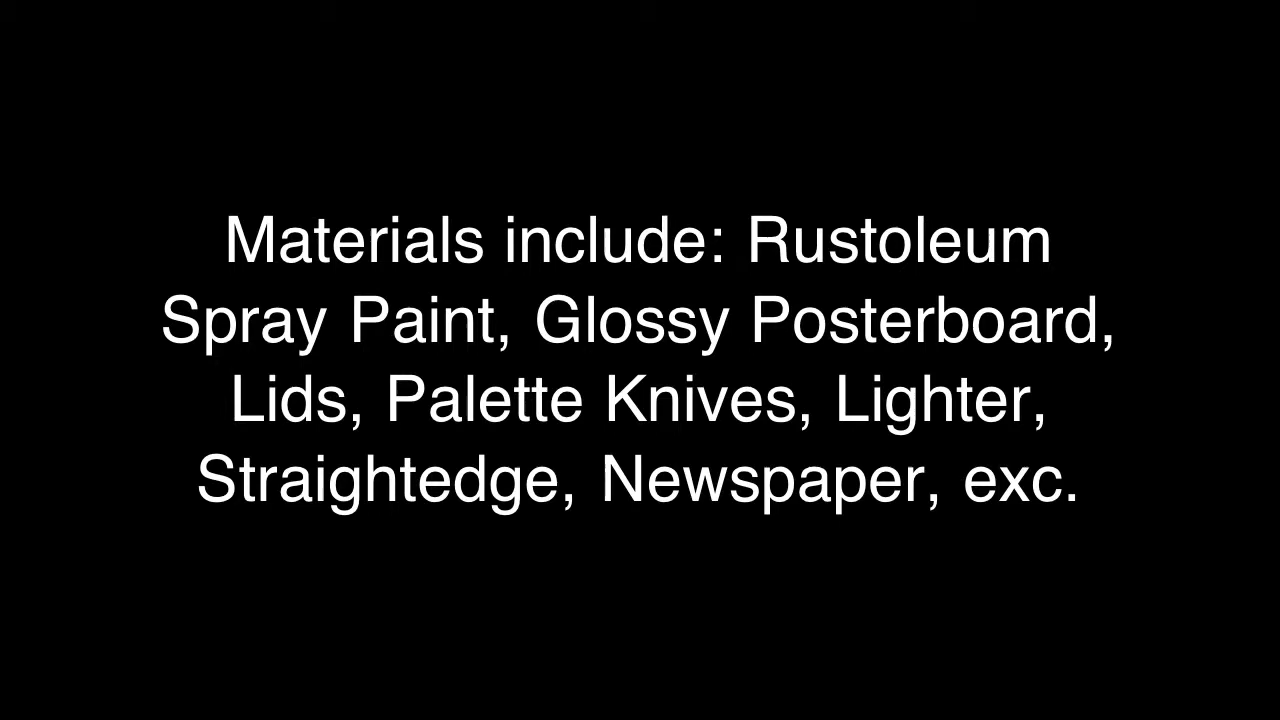 Materials include: Rustoleum
Spray Paint, Glossy Posterboard,
Lids, Palette Knives, Lighter,
Straightedge, Newspaper, exc.